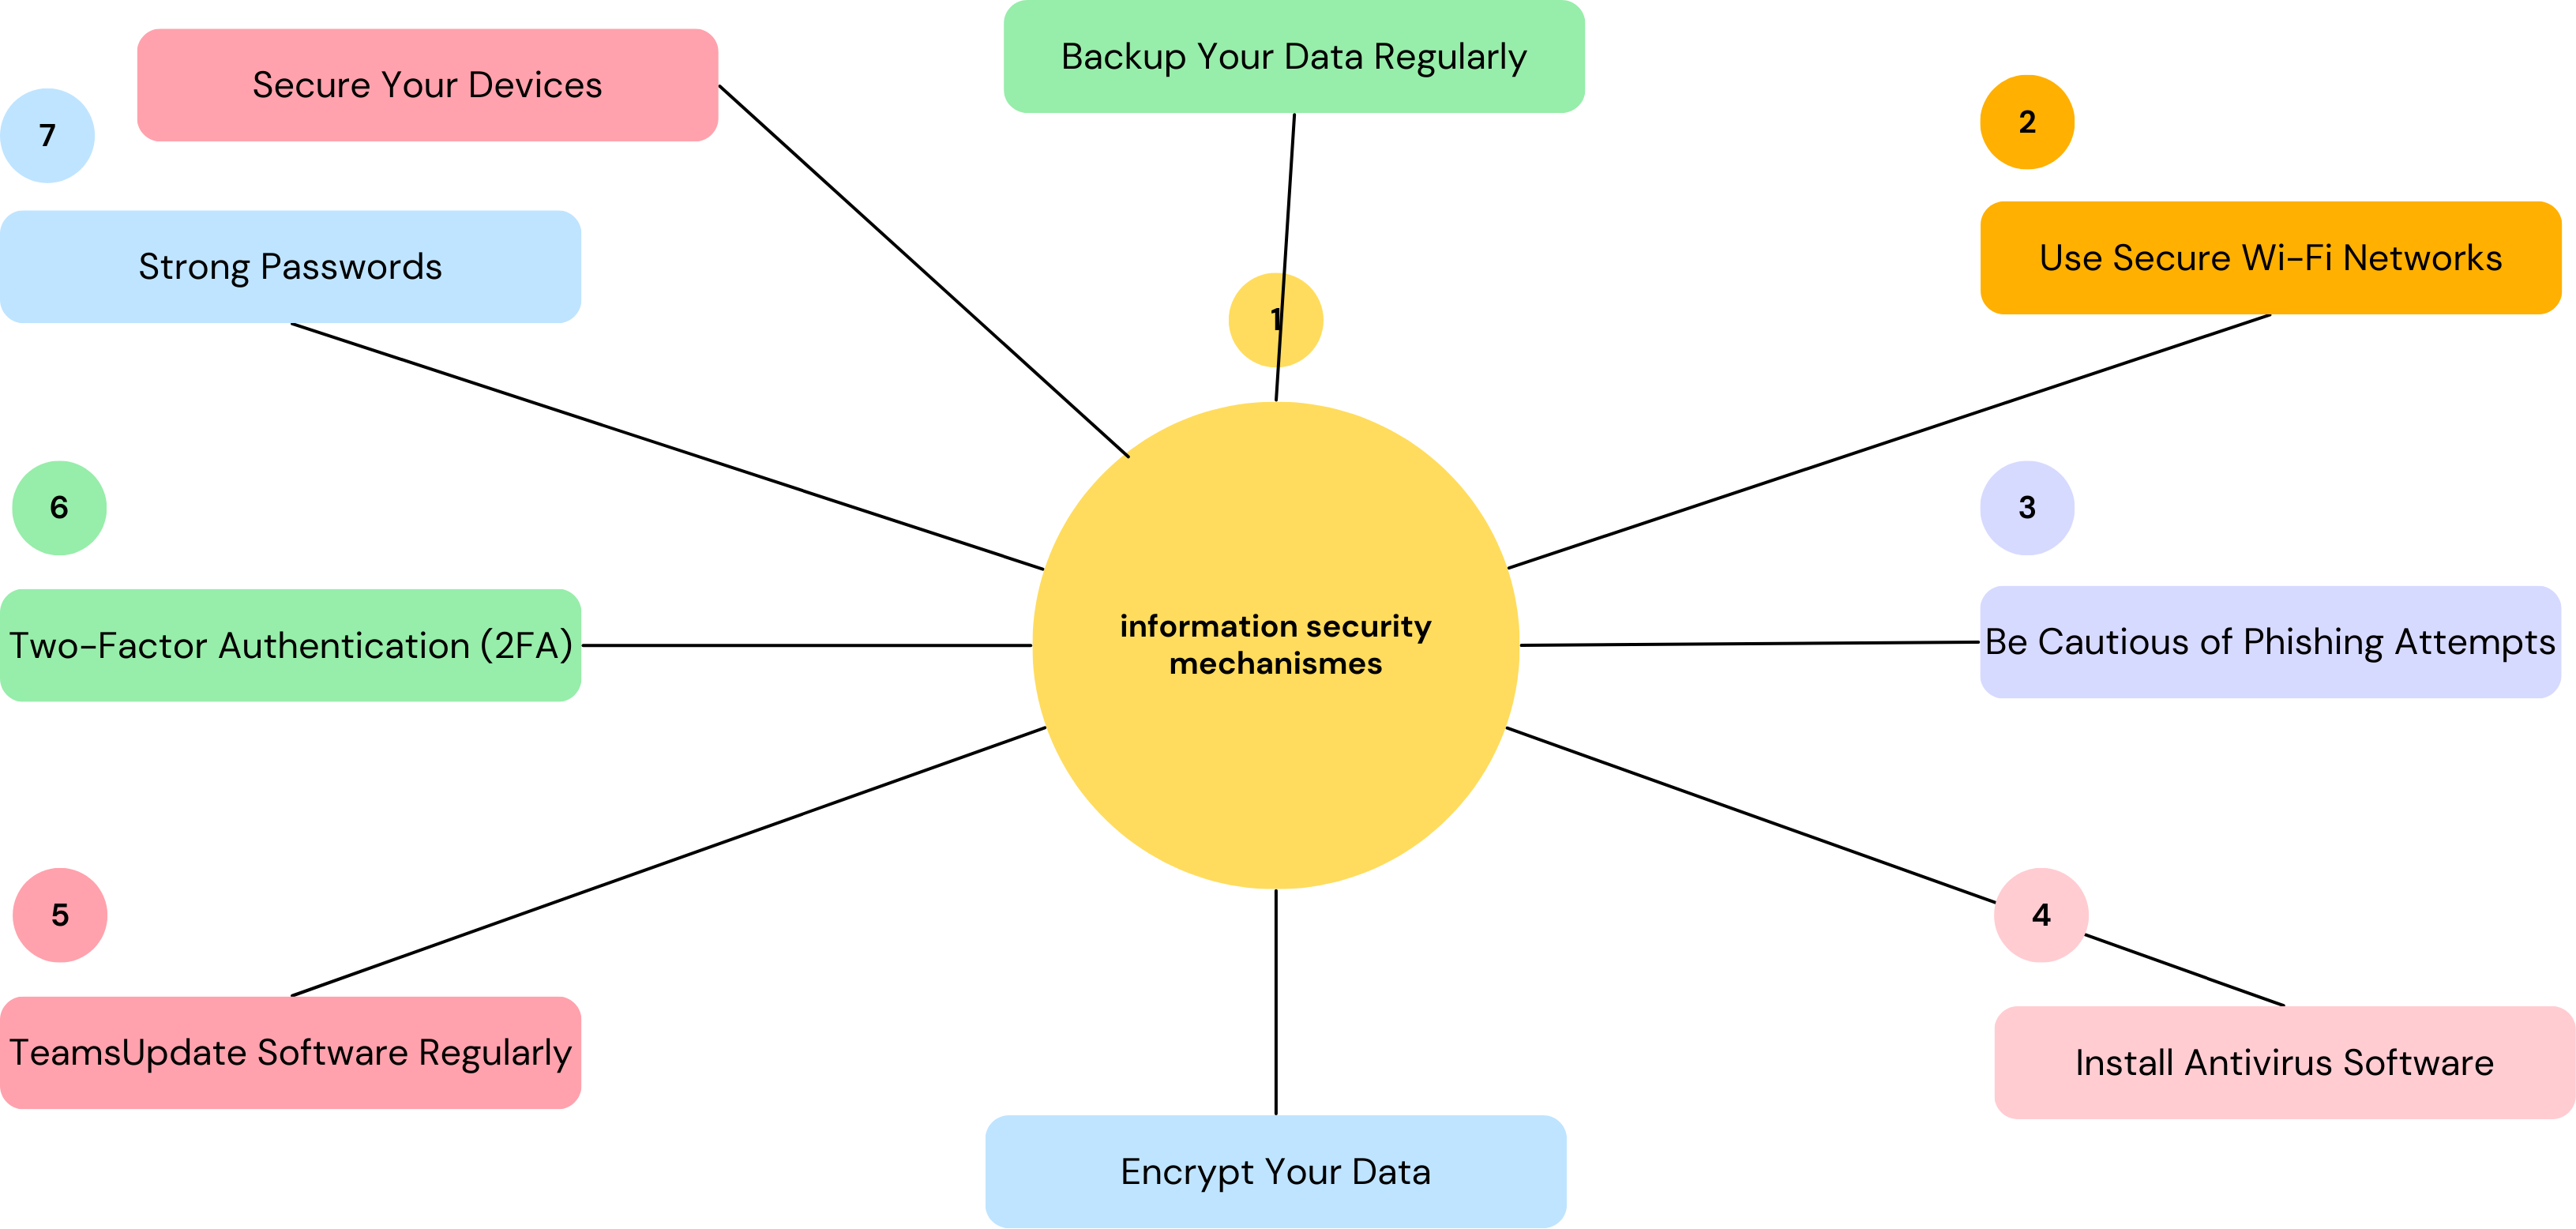 Secure Your Devices
Backup Your Data Regularly
7
2
Strong Passwords
Use Secure Wi-Fi Networks
1
6
3
information security
mechanismes
Two-Factor Authentication (2FA)
Be Cautious of Phishing Attempts
5
4
TeamsUpdate Software Regularly
Install Antivirus Software
Encrypt Your Data